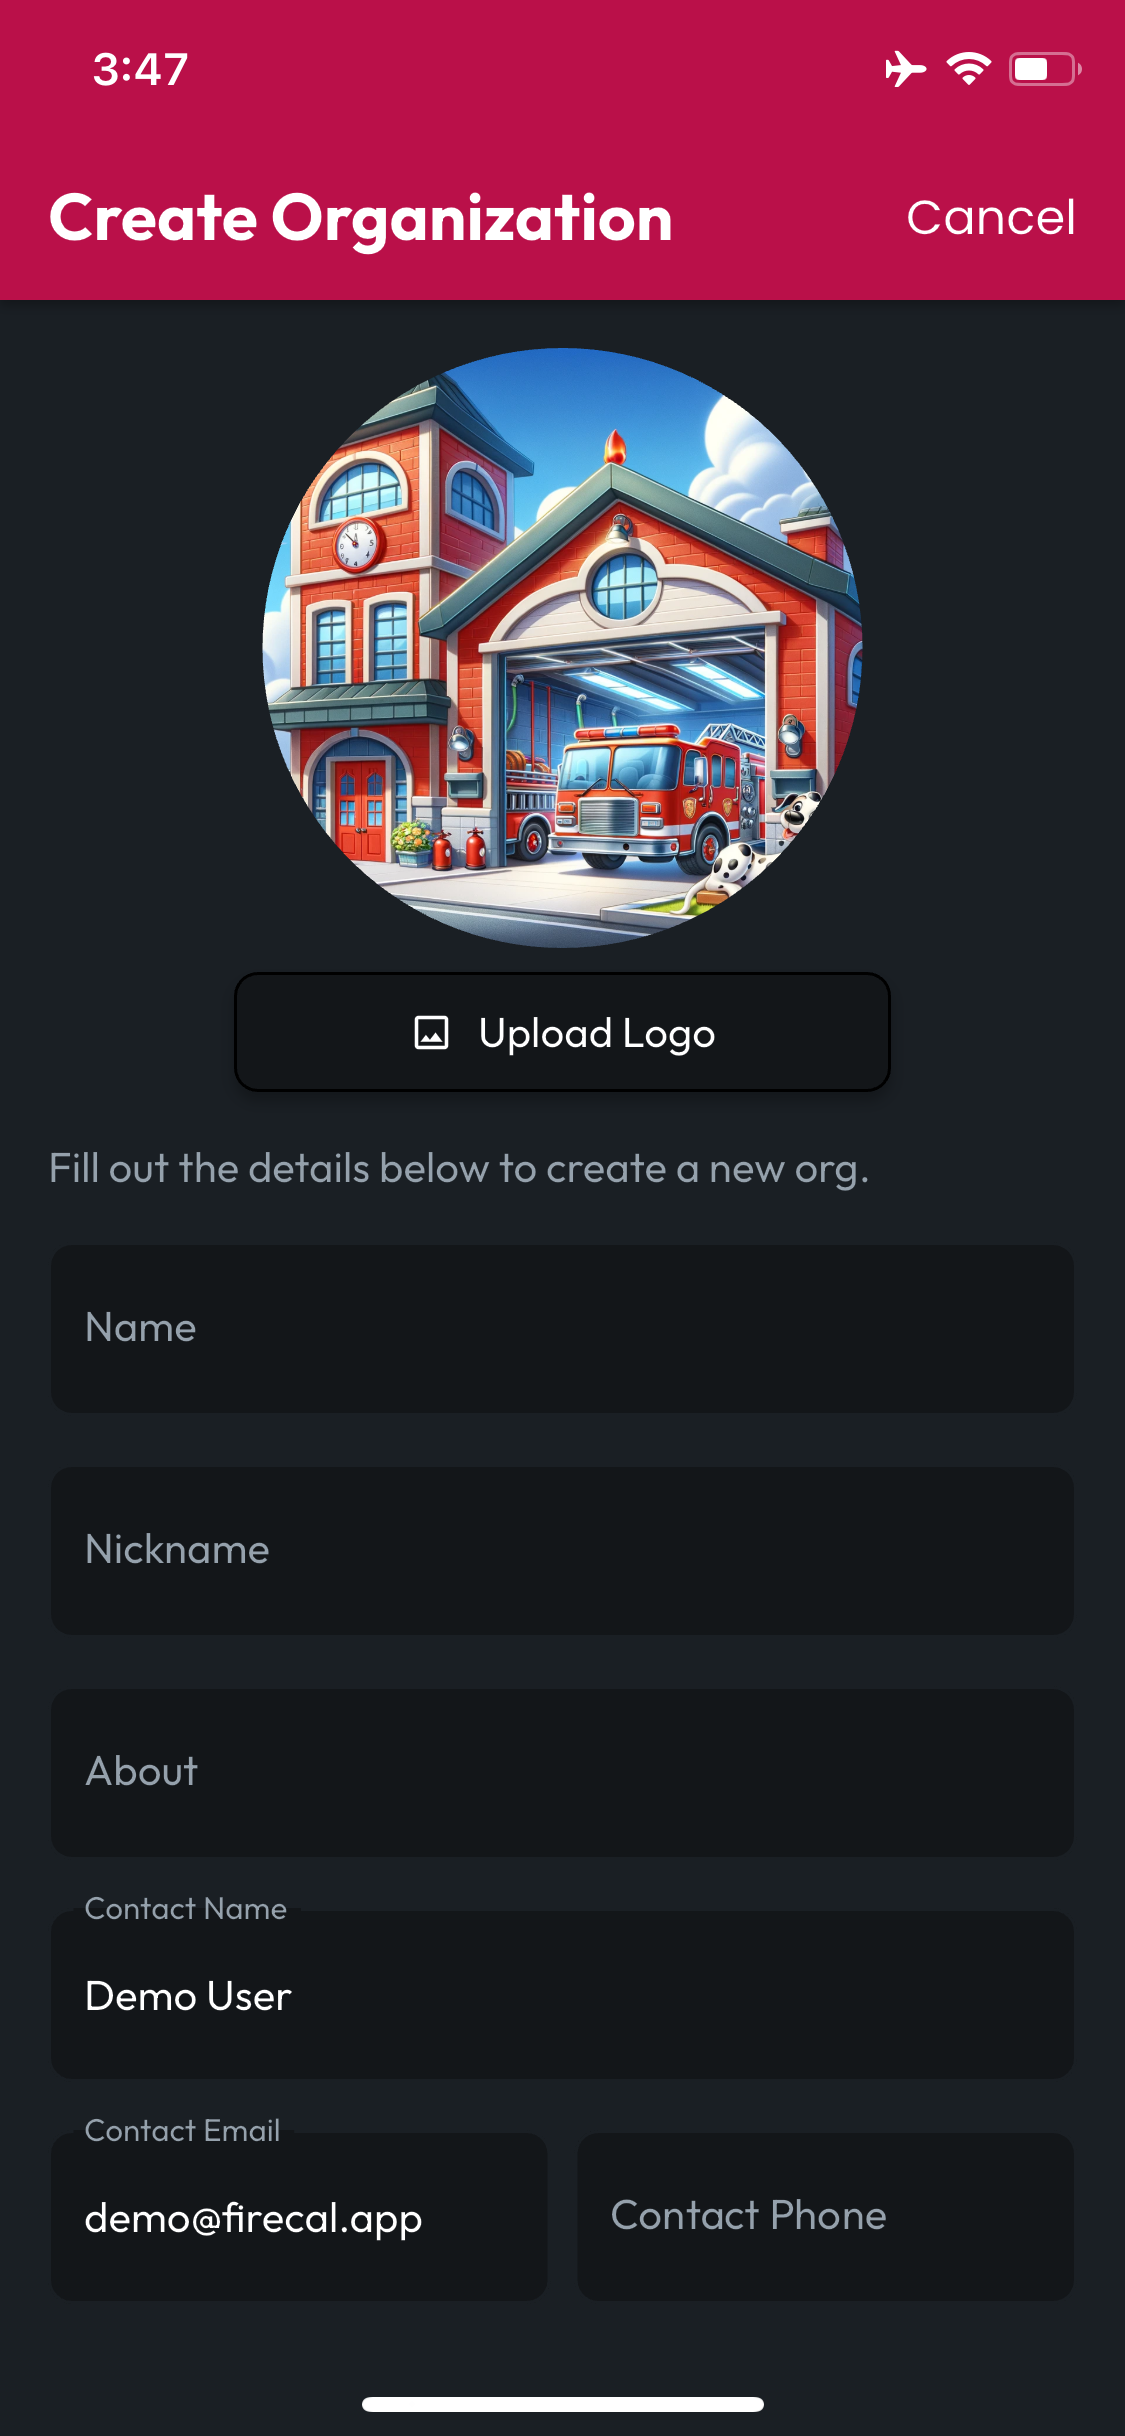 3:47
Create Organization
Cancel
Upload Logo
Fill out the details below to create a new org.
Name
Nickname
About
Contact Name
Demo User
Contact Email
demo@firecal.app
Contact Phone